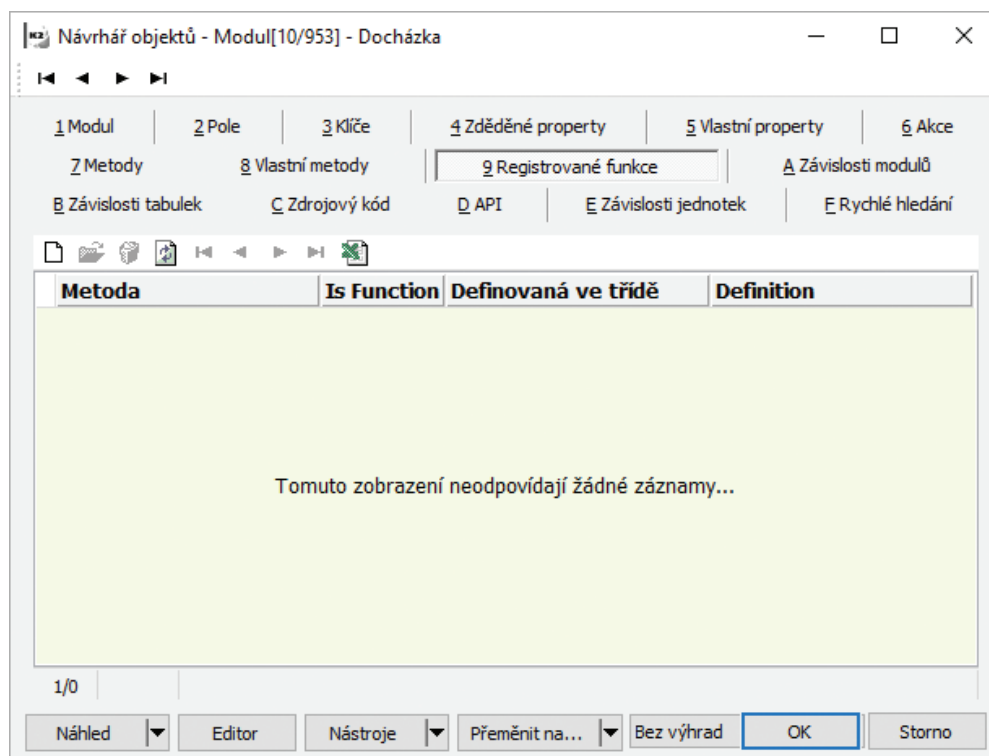 K2 Návrhář objektů - Modul[10/953] - Docházka
1 Modul 2 Pole 3 Klíče 4 Zděděné property 5 Vlastní property 6 Akce
7 Metody 8 Vlastní metody 9 Registrované funkce A Závislosti modulů
B Závislosti tabulek C Zdrojový kód D API E Závislosti jednotek F Rychlé hledání
Metoda Is Function Definovaná ve třídě Definition
Tomuto zobrazení neodpovídají žádné záznamy...
1/0
Náhled Editor Nástroje Přeměnit na... Bez výhrad OK Storno